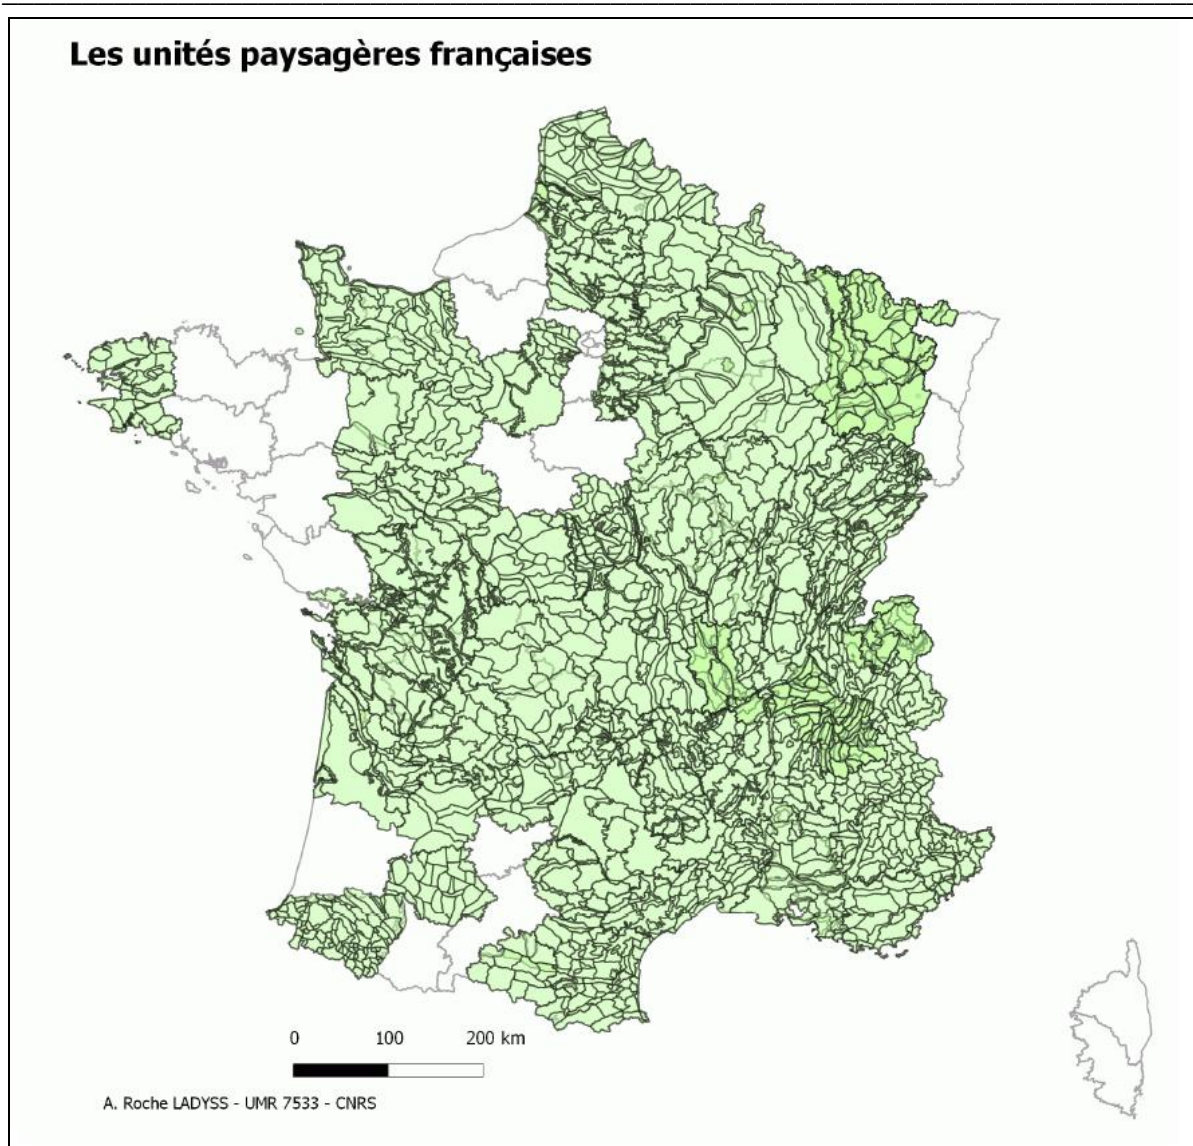 Les unités paysagères françaises
0 100 200 km
A. Roche LADYSS - UMR 7533 - CNRS